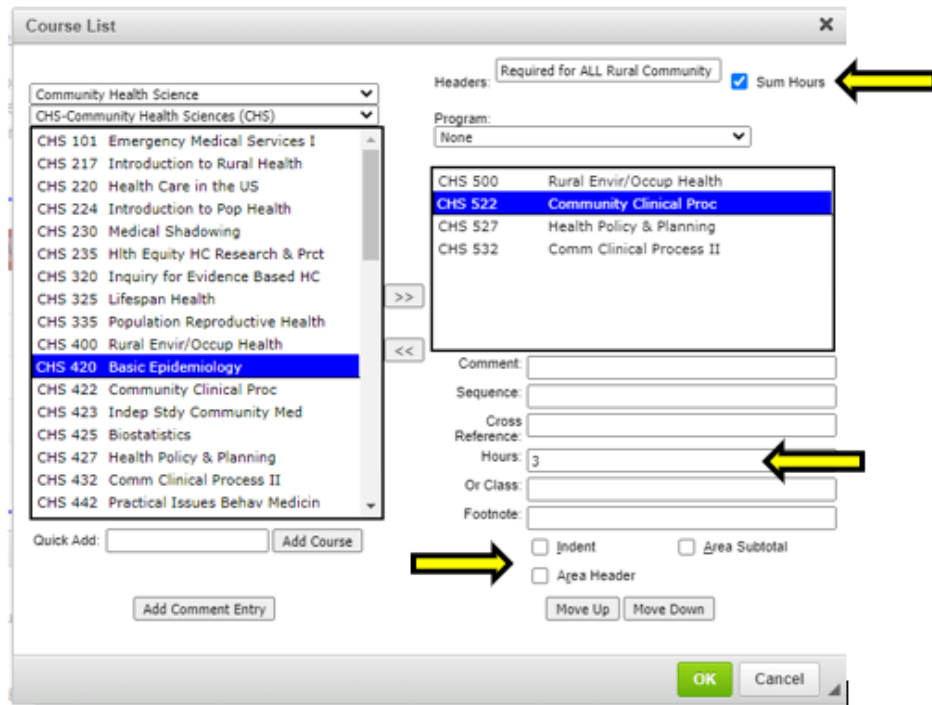 Course List
Community Health Science
CHS-Community Health Sciences (CHS)
CHS 101 Emergency Medical Services I
CHS 217 Introduction to Rural Health
CHS 220 Health Care in the US
CHS 224 Introduction to Pop Health
CHS 230 Medical Shadowing
CHS 235 Hlth Equity HC Research & Prct
CHS 320 Inquiry for Evidence Based HC
CHS 325 Lifespan Health
CHS 335 Population Reproductive Health
CHS 400 Rural Envir/Occup Health
CHS 420 Basic Epidemiology
CHS 422 Community Clinical Proc
CHS 423 Indep Stdy Community Med
CHS 425 Biostatistics
CHS 427 Health Policy & Planning
CHS 432 Comm Clinical Process II
CHS 442 Practical Issues Behav Medicin
Quick Add: Add Course
Add Comment Entry
>>
<<
Headers: Required for ALL Rural Community Sum Hours
Program:
None
CHS 500 Rural Envir/Occup Health
CHS 522 Community Clinical Proc
CHS 527 Health Policy & Planning
CHS 532 Comm Clinical Process II
Comment:
Sequence:
Cross
Reference:
Hours: 3
Or Class:
Footnote:
Indent Area Subtotal
Area Header
Move Up Move Down
OK Cancel